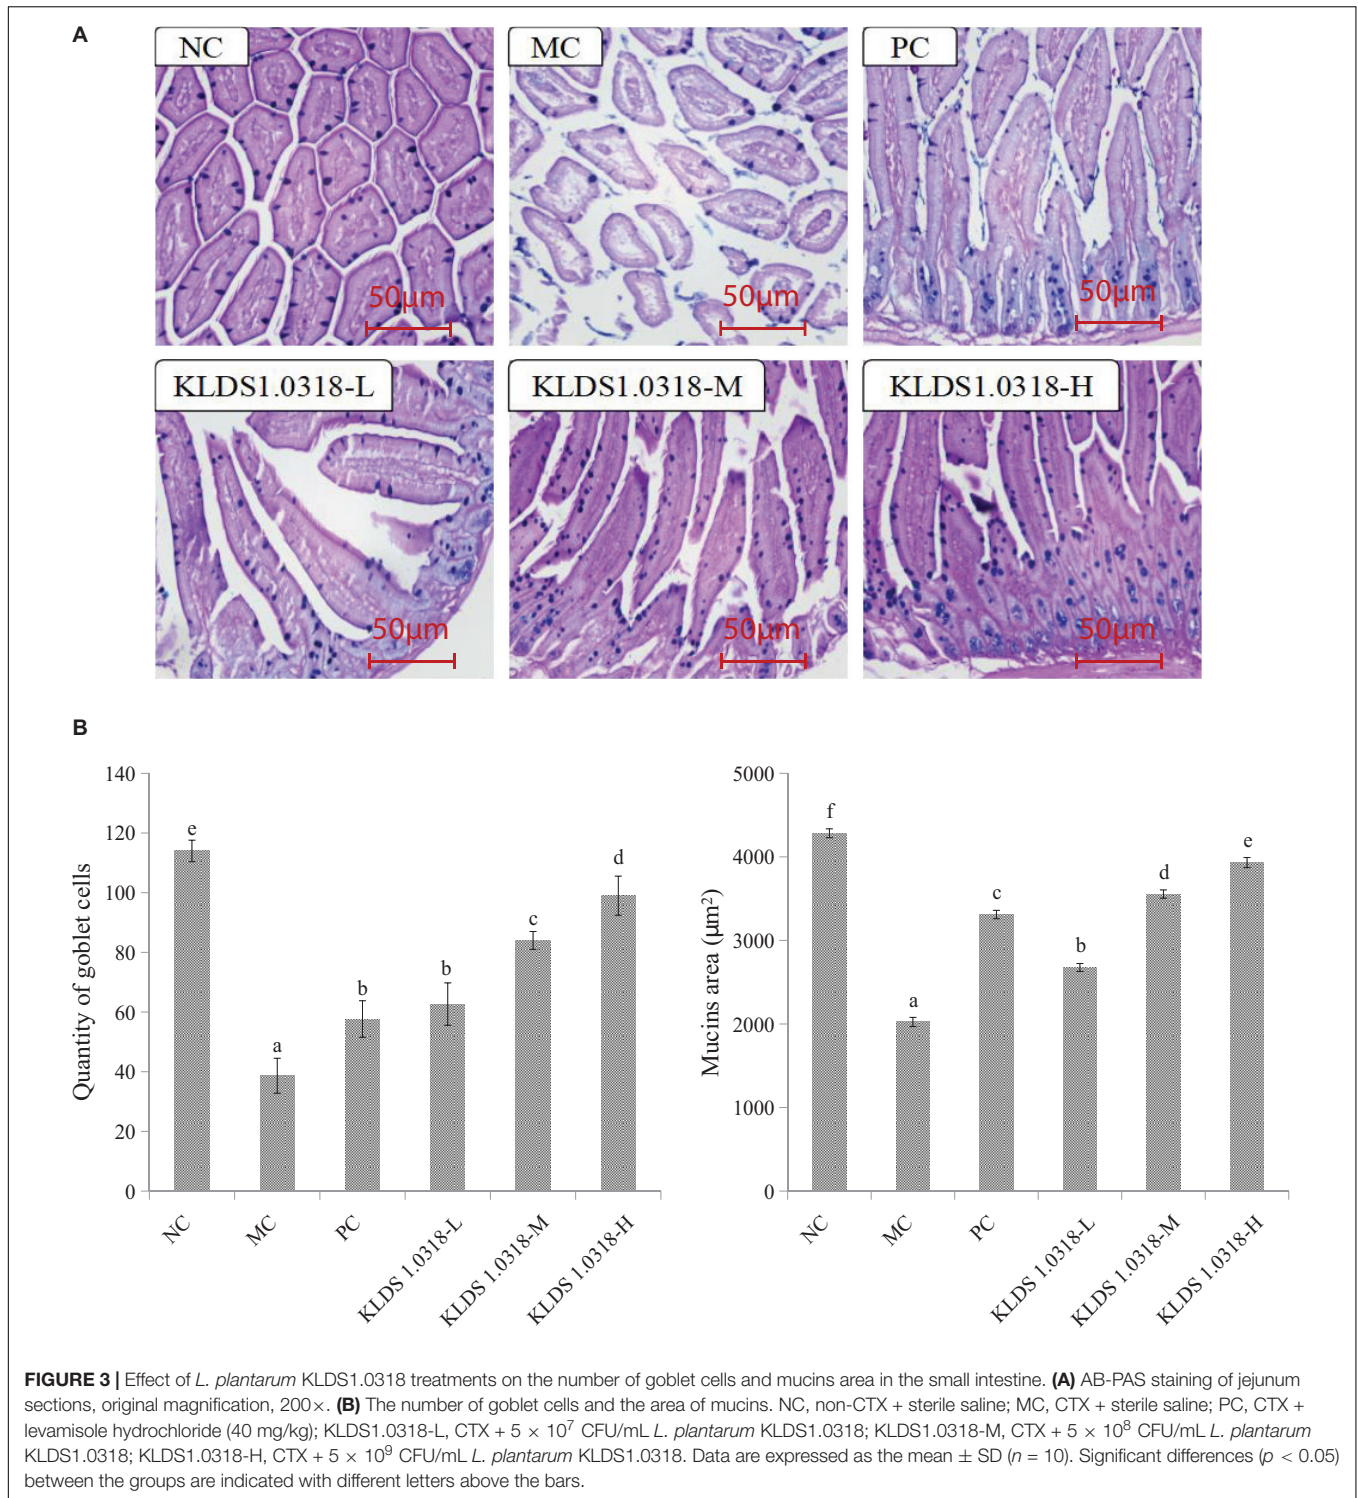 A
NC
MC
PC
50µm
50µm
50µm
KLDS1.0318-L
KLDS1.0318-M
KLDS1.0318-H
50µm
50µm
50µm
B
140
120
100
80
60
40
20
0
Quantity of goblet cells
e
a
b
b
c
d
NC
MC
PC
KLDS 1.0318-L
KLDS 1.0318-M
KLDS 1.0318-H
5000
4000
3000
2000
1000
0
Mucins area (µm²)
f
a
c
b
d
e
NC
MC
PC
KLDS 1.0318-L
KLDS 1.0318-M
KLDS 1.0318-H
FIGURE 3 | Effect of L. plantarum KLDS1.0318 treatments on the number of goblet cells and mucins area in the small intestine. (A) AB-PAS staining of jejunum
sections, original magnification, 200×. (B) The number of goblet cells and the area of mucins. NC, non-CTX + sterile saline; MC, CTX + sterile saline; PC, CTX +
levamisole hydrochloride (40 mg/kg); KLDS1.0318-L, CTX + 5 × 10⁷ CFU/mL L. plantarum KLDS1.0318; KLDS1.0318-M, CTX + 5 × 10⁸ CFU/mL L. plantarum
KLDS1.0318; KLDS1.0318-H, CTX + 5 × 10⁹ CFU/mL L. plantarum KLDS1.0318. Data are expressed as the mean ± SD (n = 10). Significant differences (p < 0.05)
between the groups are indicated with different letters above the bars.